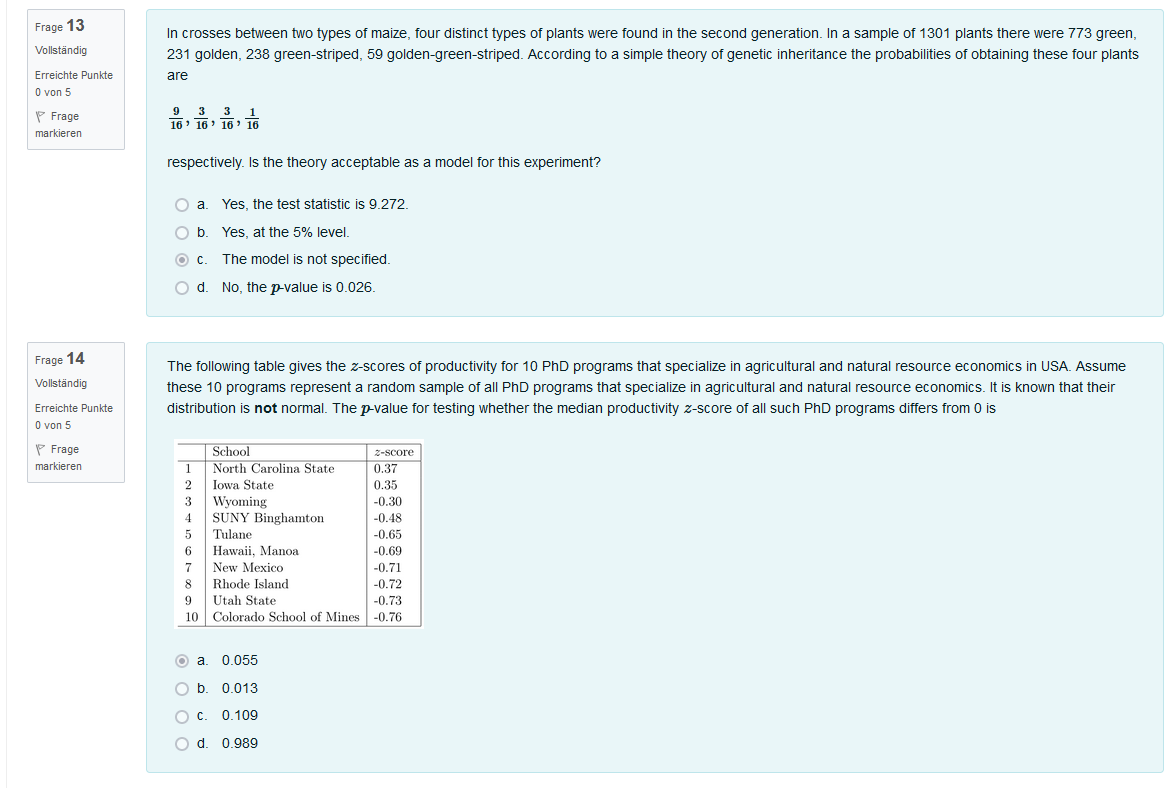 Frage 13
Vollständig
Erreichte Punkte
0 von 5
Frage
markieren
In crosses between two types of maize, four distinct types of plants were found in the second generation. In a sample of 1301 plants there were 773 green,
231 golden, 238 green-striped, 59 golden-green-striped. According to a simple theory of genetic inheritance the probabilities of obtaining these four plants
are
9/16, 3/16, 3/16, 1/16
respectively. Is the theory acceptable as a model for this experiment?
a. Yes, the test statistic is 9.272.
b. Yes, at the 5% level.
c. The model is not specified.
d. No, the p-value is 0.026.
Frage 14
Vollständig
Erreichte Punkte
0 von 5
Frage
markieren
The following table gives the z-scores of productivity for 10 PhD programs that specialize in agricultural and natural resource economics in USA. Assume
these 10 programs represent a random sample of all PhD programs that specialize in agricultural and natural resource economics. It is known that their
distribution is not normal. The p-value for testing whether the median productivity z-score of all such PhD programs differs from 0 is
School z-score
1 North Carolina State 0.37
2 Iowa State 0.35
3 Wyoming -0.30
4 SUNY Binghamton -0.48
5 Tulane -0.65
6 Hawaii, Manoa -0.69
7 New Mexico -0.71
8 Rhode Island -0.72
9 Utah State -0.73
10 Colorado School of Mines -0.76
a. 0.055
b. 0.013
c. 0.109
d. 0.989